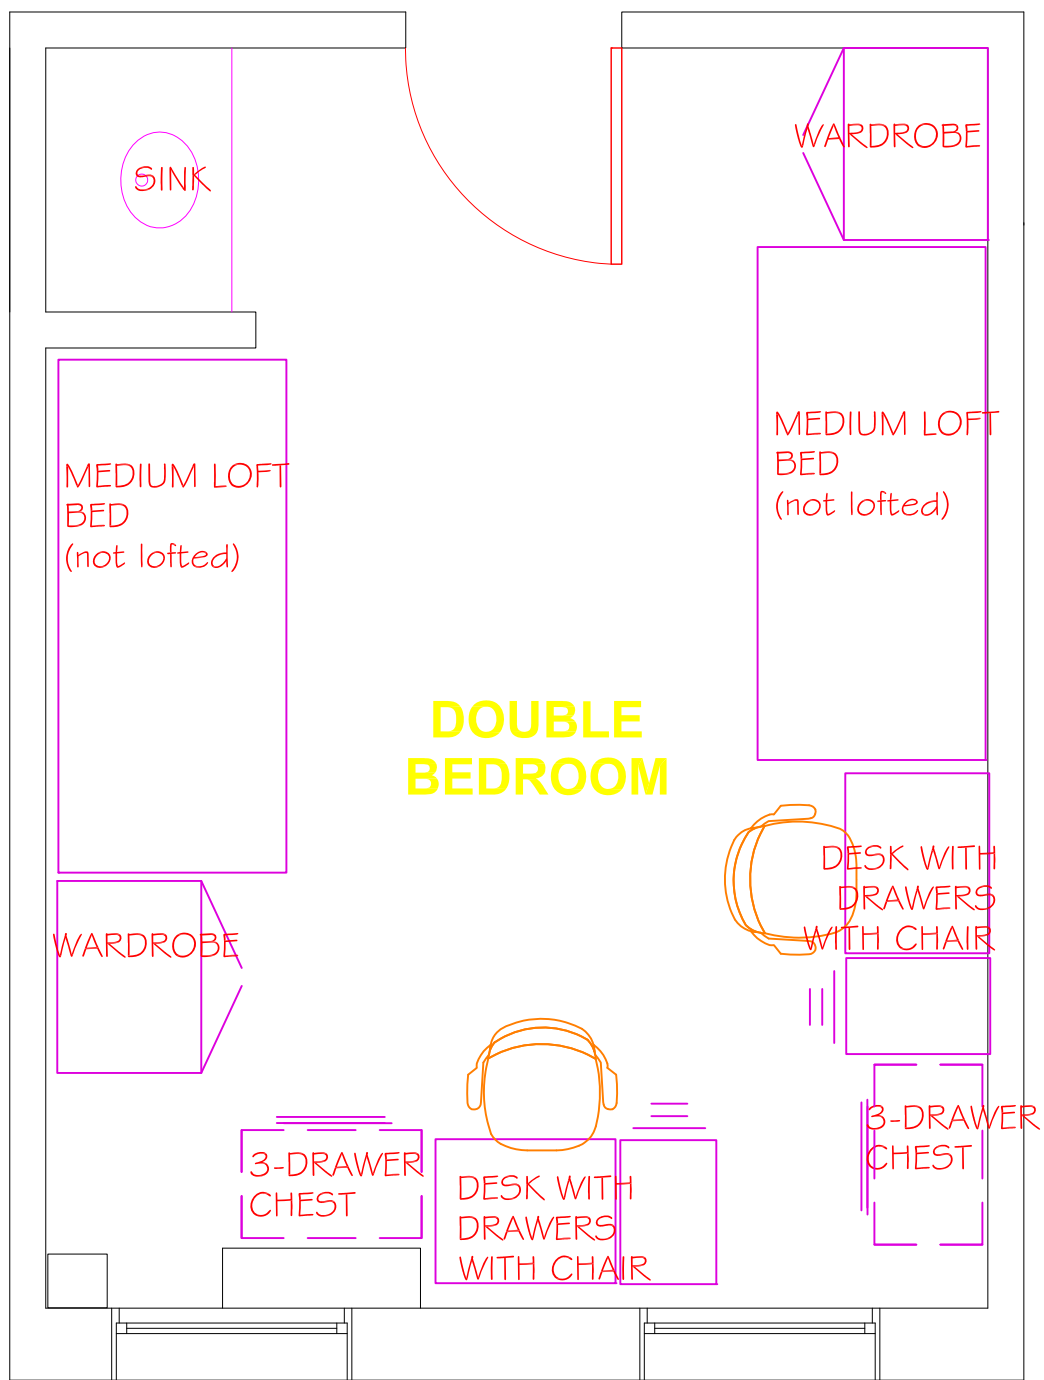 WARDROBE
SINK
MEDIUM LOFT
BED
(not lofted)
MEDIUM LOFT
BED
(not lofted)
DOUBLE
BEDROOM
DESK WITH
DRAWERS
WITH CHAIR
WARDROBE
3-DRAWER
CHEST
3-DRAWER
CHEST
DESK WITH
DRAWERS
WITH CHAIR